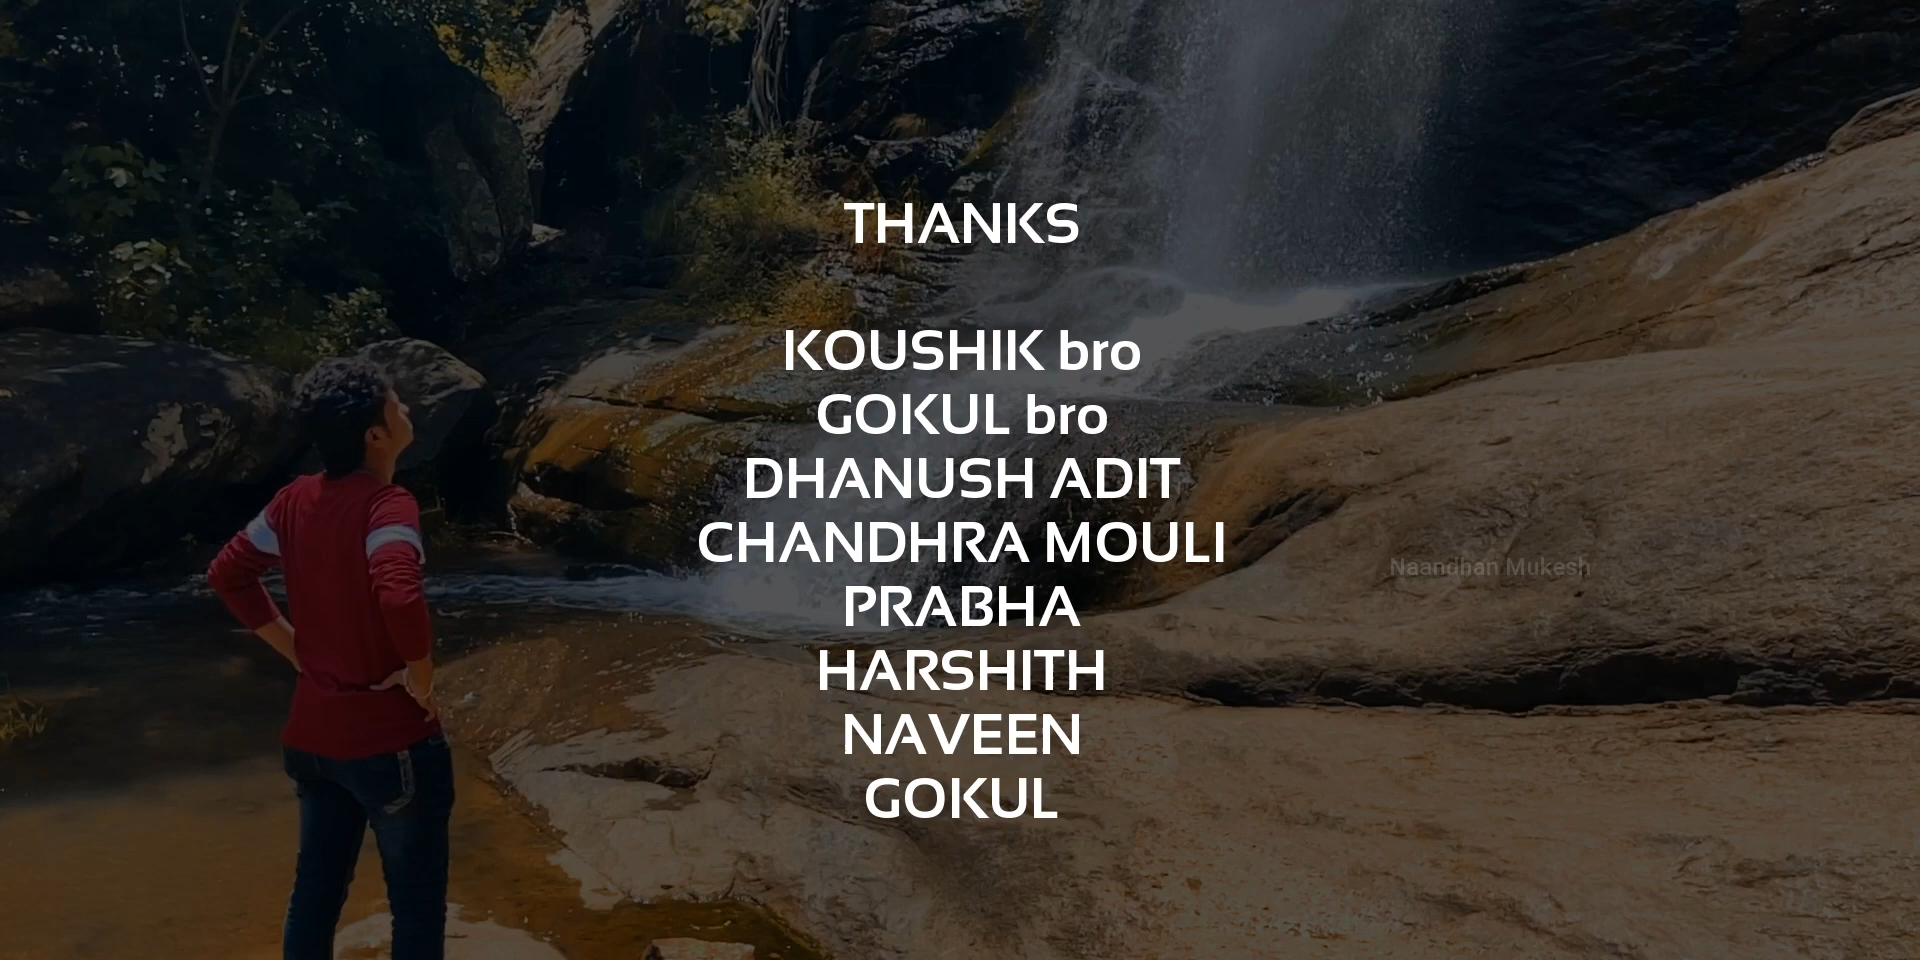 THANKS
KOUSHIK bro
GOKUL bro
DHANUSH ADIT
CHANDHRA MOULI
PRABHA
HARSHITH
NAVEEN
GOKUL
Naandhan Mukesh